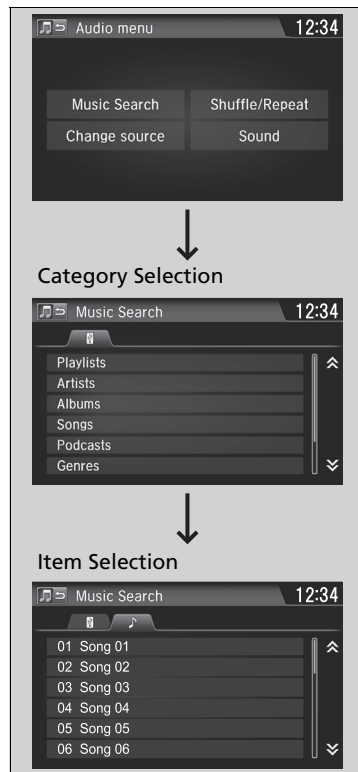 Audio menu 12:34
Music Search Shuffle/Repeat
Change source Sound
Category Selection
Music Search 12:34
Playlists
Artists
Albums
Songs
Podcasts
Genres
Item Selection
Music Search 12:34
01 Song 01
02 Song 02
03 Song 03
04 Song 04
05 Song 05
06 Song 06